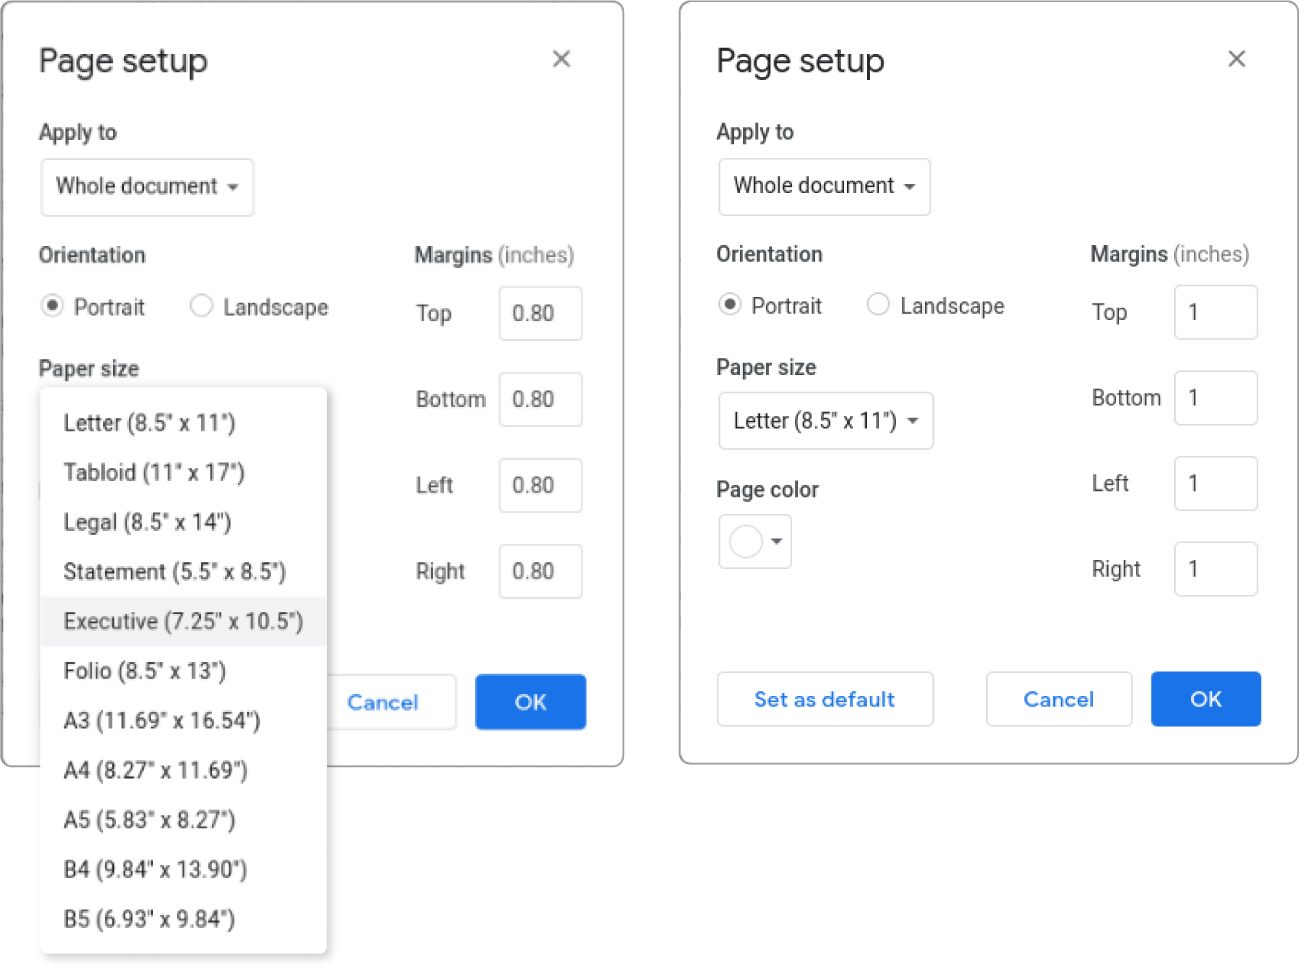 Page setup
Apply to
Whole document
Orientation
Portrait
Landscape
Paper size
Letter (8.5" x 11")
Tabloid (11" x 17")
Legal (8.5" x 14")
Statement (5.5" x 8.5")
Executive (7.25" x 10.5")
Folio (8.5" x 13")
A3 (11.69" x 16.54")
A4 (8.27" x 11.69")
A5 (5.83" x 8.27")
B4 (9.84" x 13.90")
B5 (6.93" x 9.84")
Margins (inches)
Top 0.80
Bottom 0.80
Left 0.80
Right 0.80
Cancel
OK
Page setup
Apply to
Whole document
Orientation
Portrait
Landscape
Paper size
Letter (8.5" x 11")
Page color
Margins (inches)
Top 1
Bottom 1
Left 1
Right 1
Set as default
Cancel
OK